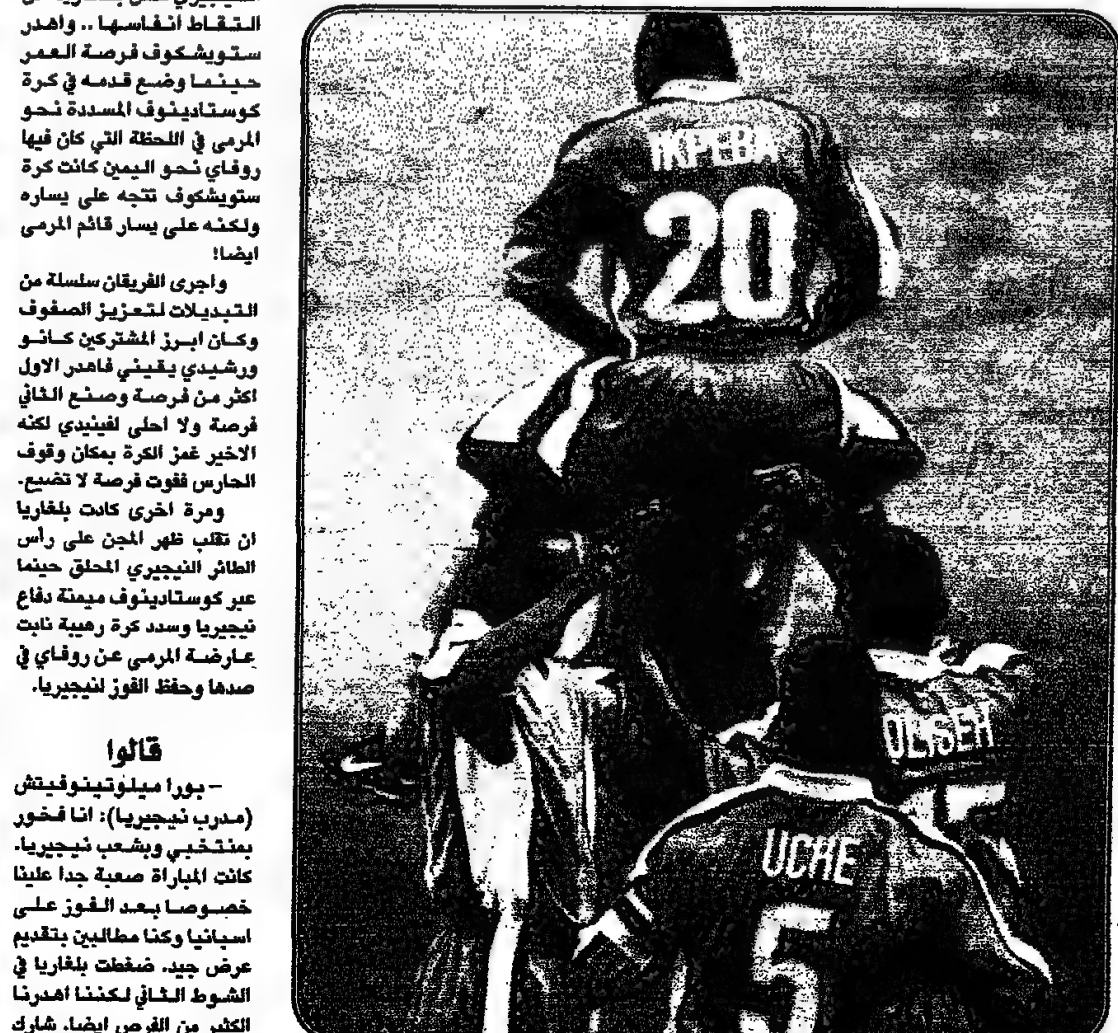 التقاط انفاسها .. واهدر
ستويشكوف فرصة العمر
حينما وضع قدمه في كرة
كوستادينوف المسددة نحو
المرمى في اللحظة التي كان فيها
روفاي نحو اليمين كانت كرة
ستويشكوف تتجه على يساره
ولكنه على يسار قائم المرمى
ايضا!
واجرى الفريقان سلسلة من
التبديلات لتعزيز الصفوف
وكان ابرز المشتركين كانو
ورشيدي يقيني فاهدر الاول
اكثر من فرصة وصنع الثاني
فرصة ولا احلى لفينيدي لكنه
الاخير غمز الكرة بمكان وقوف
الحارس ففوت فرصة لا تضيع.
ومرة اخرى كادت بلغاريا
ان تقلب ظهر المجن على رأس
الطائر النيجيري المحلق حينما
عبر كوستادينوف ميمنة دفاع
نيجيريا وسدد كرة رهيبة نابت
عارضة المرمى عن روفاي في
صدها وحفظ الفوز لنيجيريا.
قالوا
- بورا ميلوتينوفيتش
(مدرب نيجيريا): انا فخور
بمنتخبي وبشعب نيجيريا.
كانت المباراة صعبة جدا علينا
خصوصا بعد الفوز على
اسبانيا وكنا مطالبين بتقديم
عرض جيد. ضغطت بلغاريا في
الشوط الثاني لكننا اهدرنا
الكثير من الفرص ايضا. شارك
IKPEBA
20
OLISEH
UCHE
5